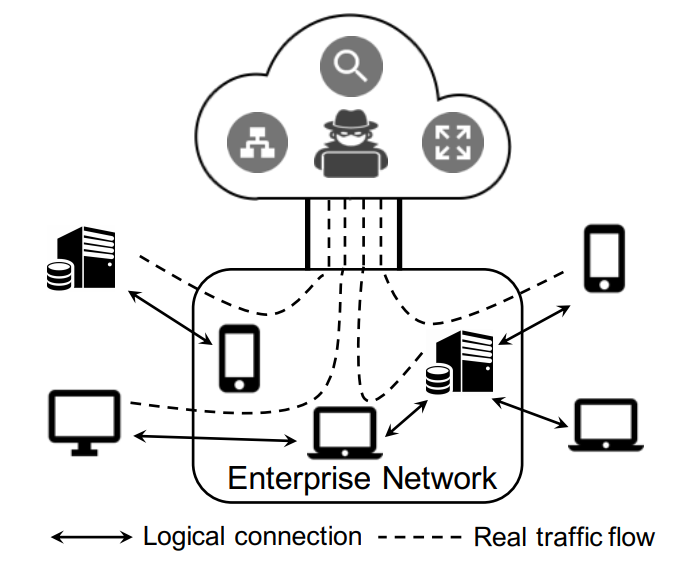 Enterprise Network
Logical connection
Real traffic flow